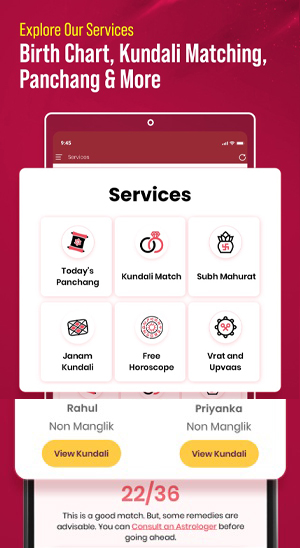 Explore Our Services
Birth Chart, Kundali Matching,
Panchang & More
9:45
Services
Services
Today's
Panchang
Kundali Match
Subh Mahurat
Janam
Kundali
Free
Horoscope
Vrat and
Upvaas
Rahul
Priyanka
Non Manglik
Non Manglik
View Kundali
View Kundali
22/36
This is a good match. But, some remedies are
advisable. You can Consult an Astrologer before
going ahead.